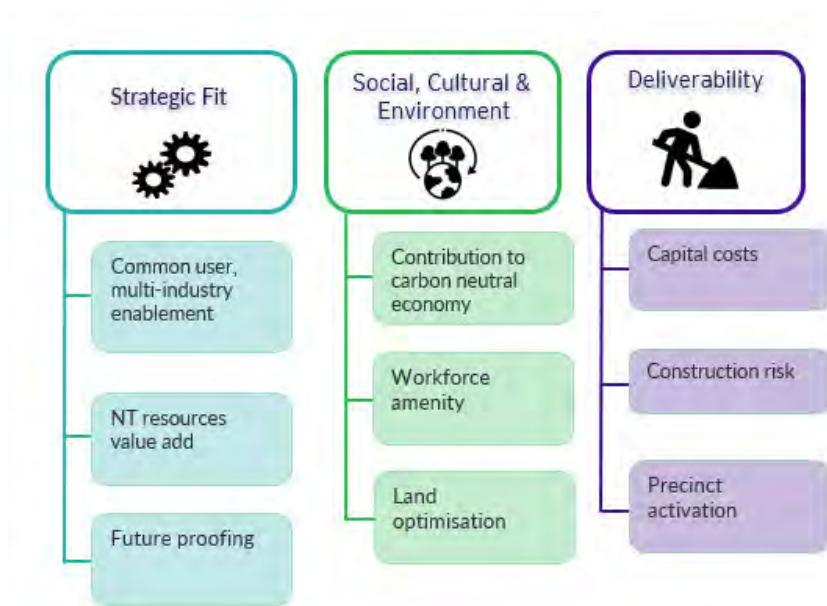 Strategic Fit
Common user,
multi-industry
enablement
NT resources
value add
Future proofing
Social, Cultural &
Environment
Contribution to
carbon neutral
economy
Workforce
amenity
Land
optimisation
Deliverability
Capital costs
Construction risk
Precinct
activation